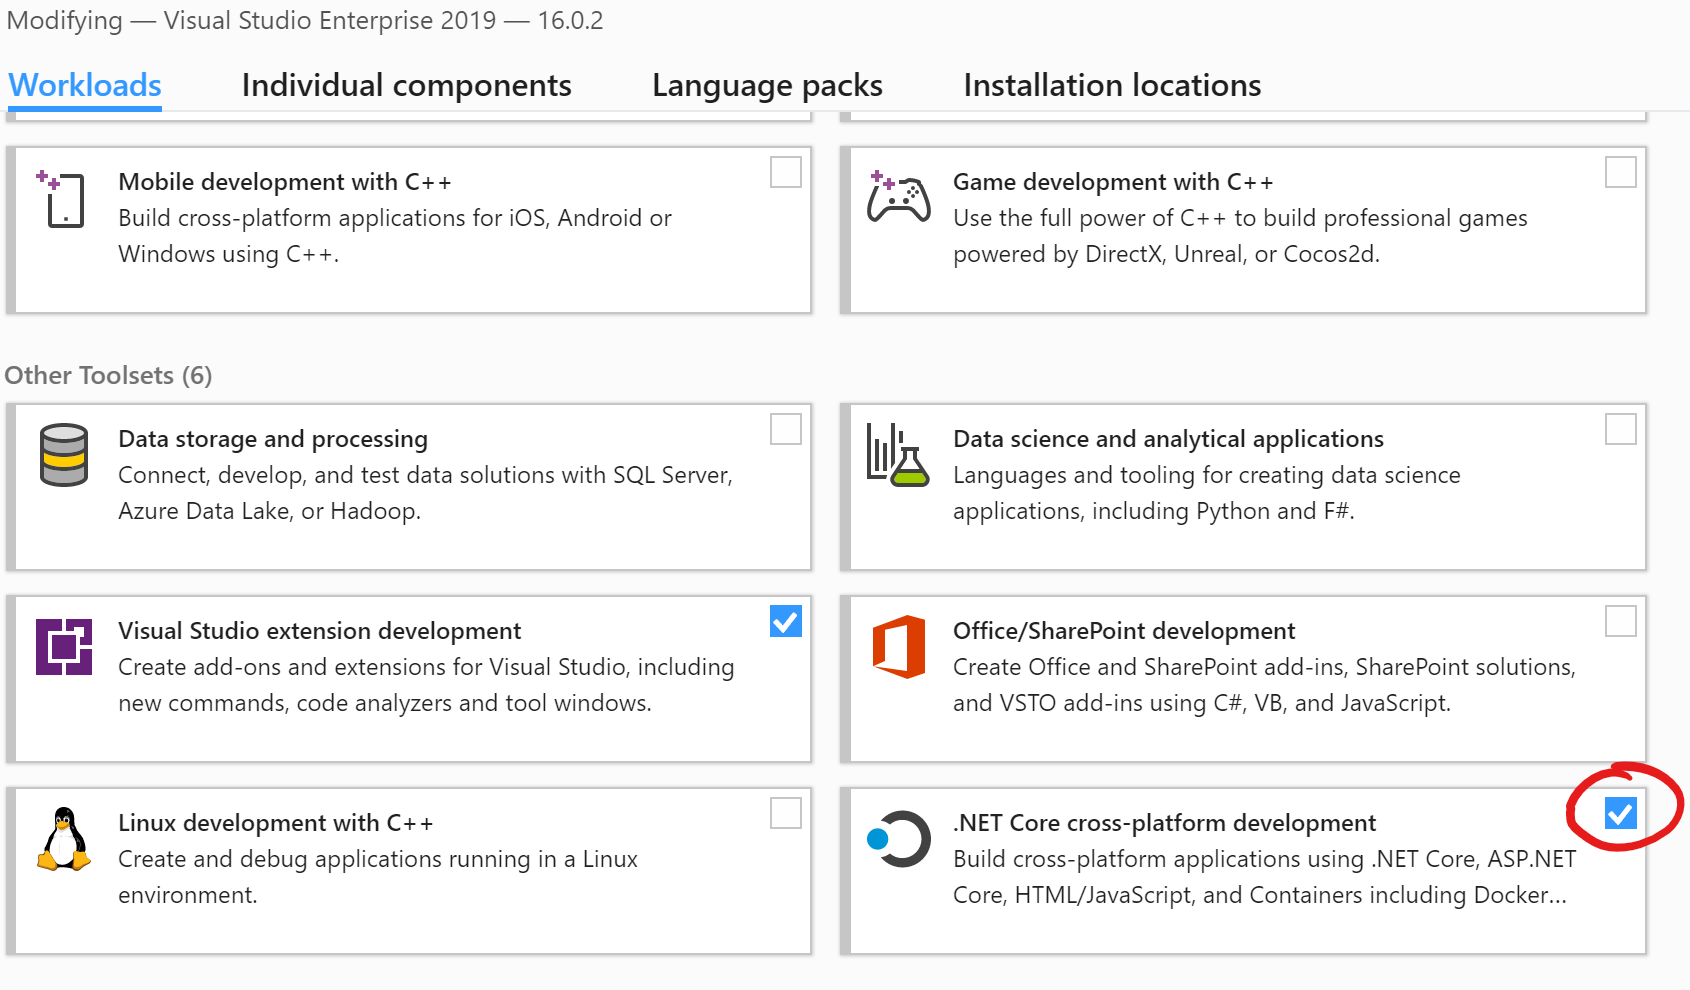 Modifying — Visual Studio Enterprise 2019 — 16.0.2
Workloads
Individual components
Language packs
Installation locations
Mobile development with C++
Build cross-platform applications for iOS, Android or
Windows using C++.
Game development with C++
Use the full power of C++ to build professional games
powered by DirectX, Unreal, or Cocos2d.
Other Toolsets (6)
Data storage and processing
Connect, develop, and test data solutions with SQL Server,
Azure Data Lake, or Hadoop.
Data science and analytical applications
Languages and tooling for creating data science
applications, including Python and F#.
Visual Studio extension development
Create add-ons and extensions for Visual Studio, including
new commands, code analyzers and tool windows.
Office/SharePoint development
Create Office and SharePoint add-ins, SharePoint solutions,
and VSTO add-ins using C#, VB, and JavaScript.
Linux development with C++
Create and debug applications running in a Linux
environment.
.NET Core cross-platform development
Build cross-platform applications using .NET Core, ASP.NET
Core, HTML/JavaScript, and Containers including Docker...